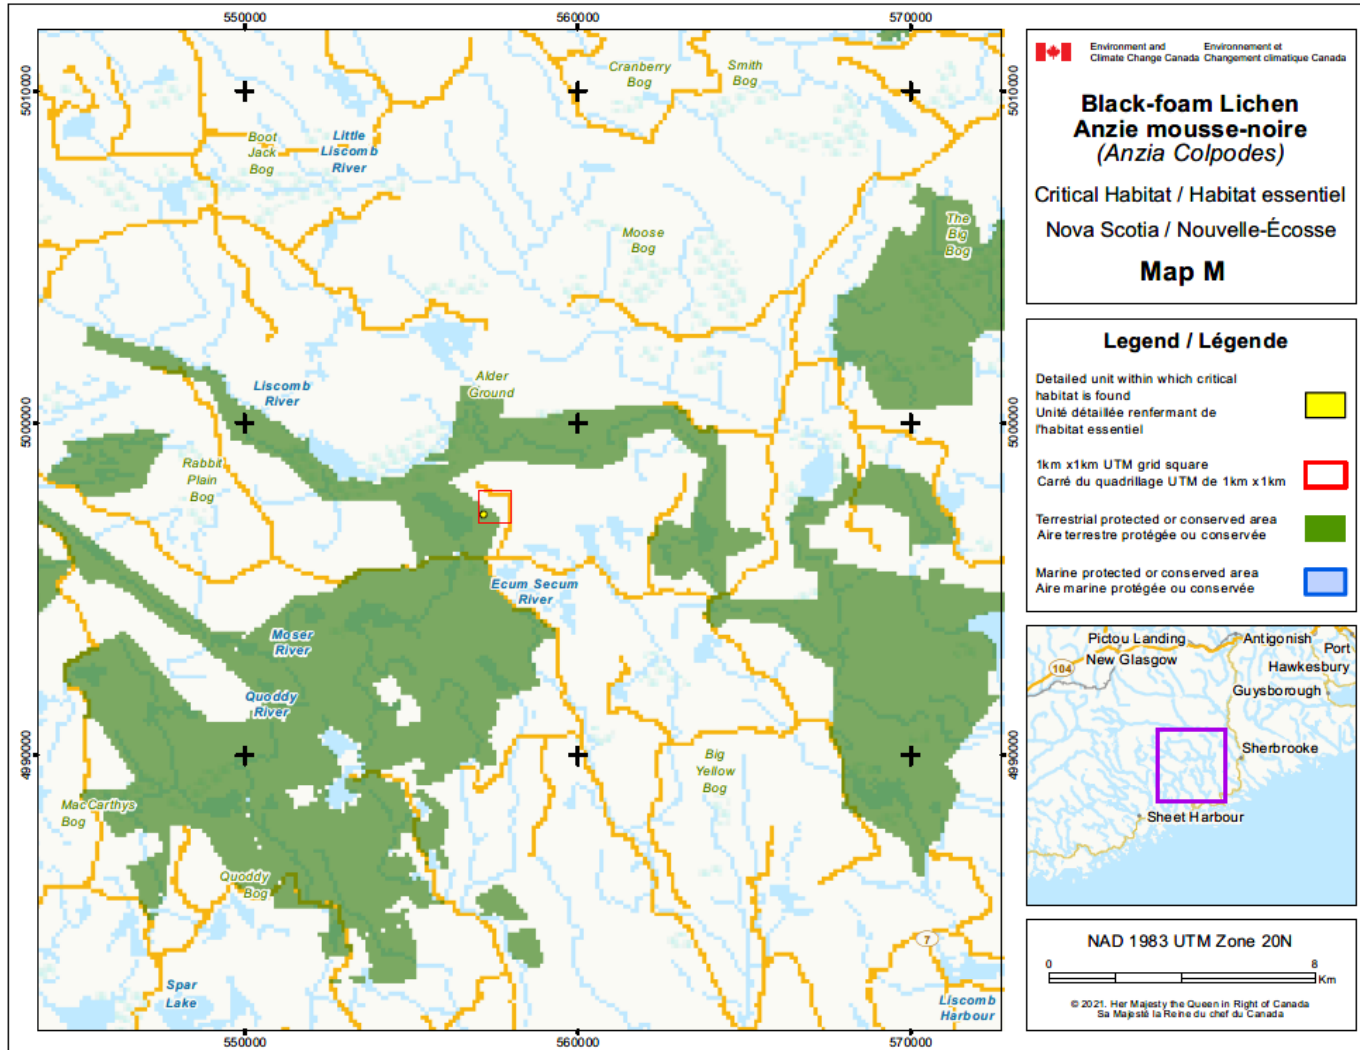 550000
560000
570000
5010000
5010000
5000000
5000000
4990000
4990000
550000
560000
570000
Cranberry
Bog
Smith
Bog
Boot
Jack
Bog
Little
Liscomb
River
Moose
Bog
The
Big
Bog
Liscomb
River
Alder
Ground
Rabbit
Plain
Bog
Ecum Secum
River
Moser
River
Quoddy
River
Big
Yellow
Bog
MacCarthys
Bog
Quoddy
Bog
Spar
Lake
7
Liscomb
Harbour
Environment and
Climate Change Canada
Environnement et
Changement climatique Canada
Black-foam Lichen
Anzie mousse-noire
(Anzia Colpodes)
Critical Habitat / Habitat essentiel
Nova Scotia / Nouvelle-Écosse
Map M
Legend / Légende
Detailed unit within which critical
habitat is found
Unité détaillée renfermant de
l'habitat essentiel
1km x1km UTM grid square
Carré du quadrillage UTM de 1km x1km
Terrestrial protected or conserved area
Aire terrestre protégée ou conservée
Marine protected or conserved area
Aire marine protégée ou conservée
Pictou Landing
Antigonish
Port
Hawkesbury
104
New Glasgow
Guysborough
Sherbrooke
Sheet Harbour
NAD 1983 UTM Zone 20N
0
8
Km
© 2021. Her Majesty the Queen in Right of Canada
Sa Majesté la Reine du chef du Canada